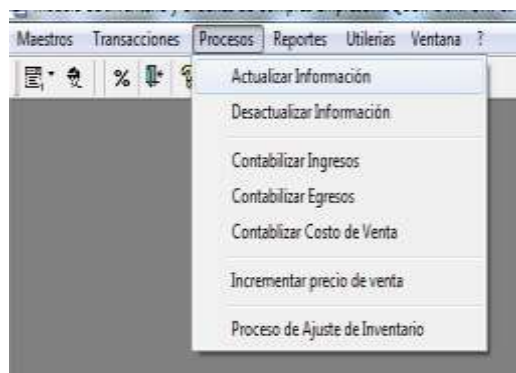 Maestros Transacciones Procesos Reportes Utilerias Ventana ?
%
Actualizar Información
Desactualizar Información
Contabilizar Ingresos
Contabilizar Egresos
Contablizar Costo de Venta
Incrementar precio de venta
Proceso de Ajuste de Inventario